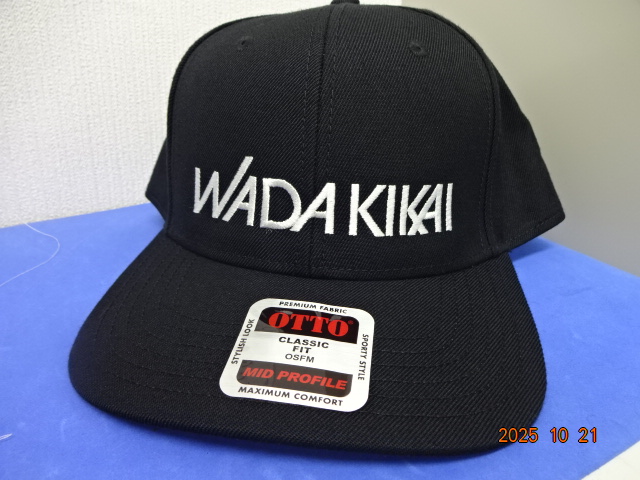 WADA KIKAI
PREMIUM FABRIC
STYLISH LOOK
OTTO
CLASSIC
FIT
OSFM
MID PROFILE
SPORTY STYLE
MAXIMUM COMFORT
2025 10 21